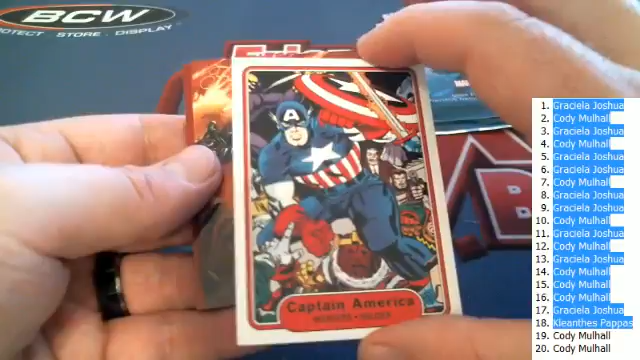 BCW
PROTECT . STORE . DISPLAY
Captain America
1. Graciela Joshua
2. Cody Mulhall
3. Graciela Joshua
4. Cody Mulhall
5. Graciela Joshua
6. Graciela Joshua
7. Cody Mulhall
8. Graciela Joshua
9. Graciela Joshua
10. Cody Mulhall
11. Graciela Joshua
12. Cody Mulhall
13. Graciela Joshua
14. Cody Mulhall
15. Cody Mulhall
16. Cody Mulhall
17. Graciela Joshua
18. Kleanthes Pappas
19. Cody Mulhall
20. Cody Mulhall